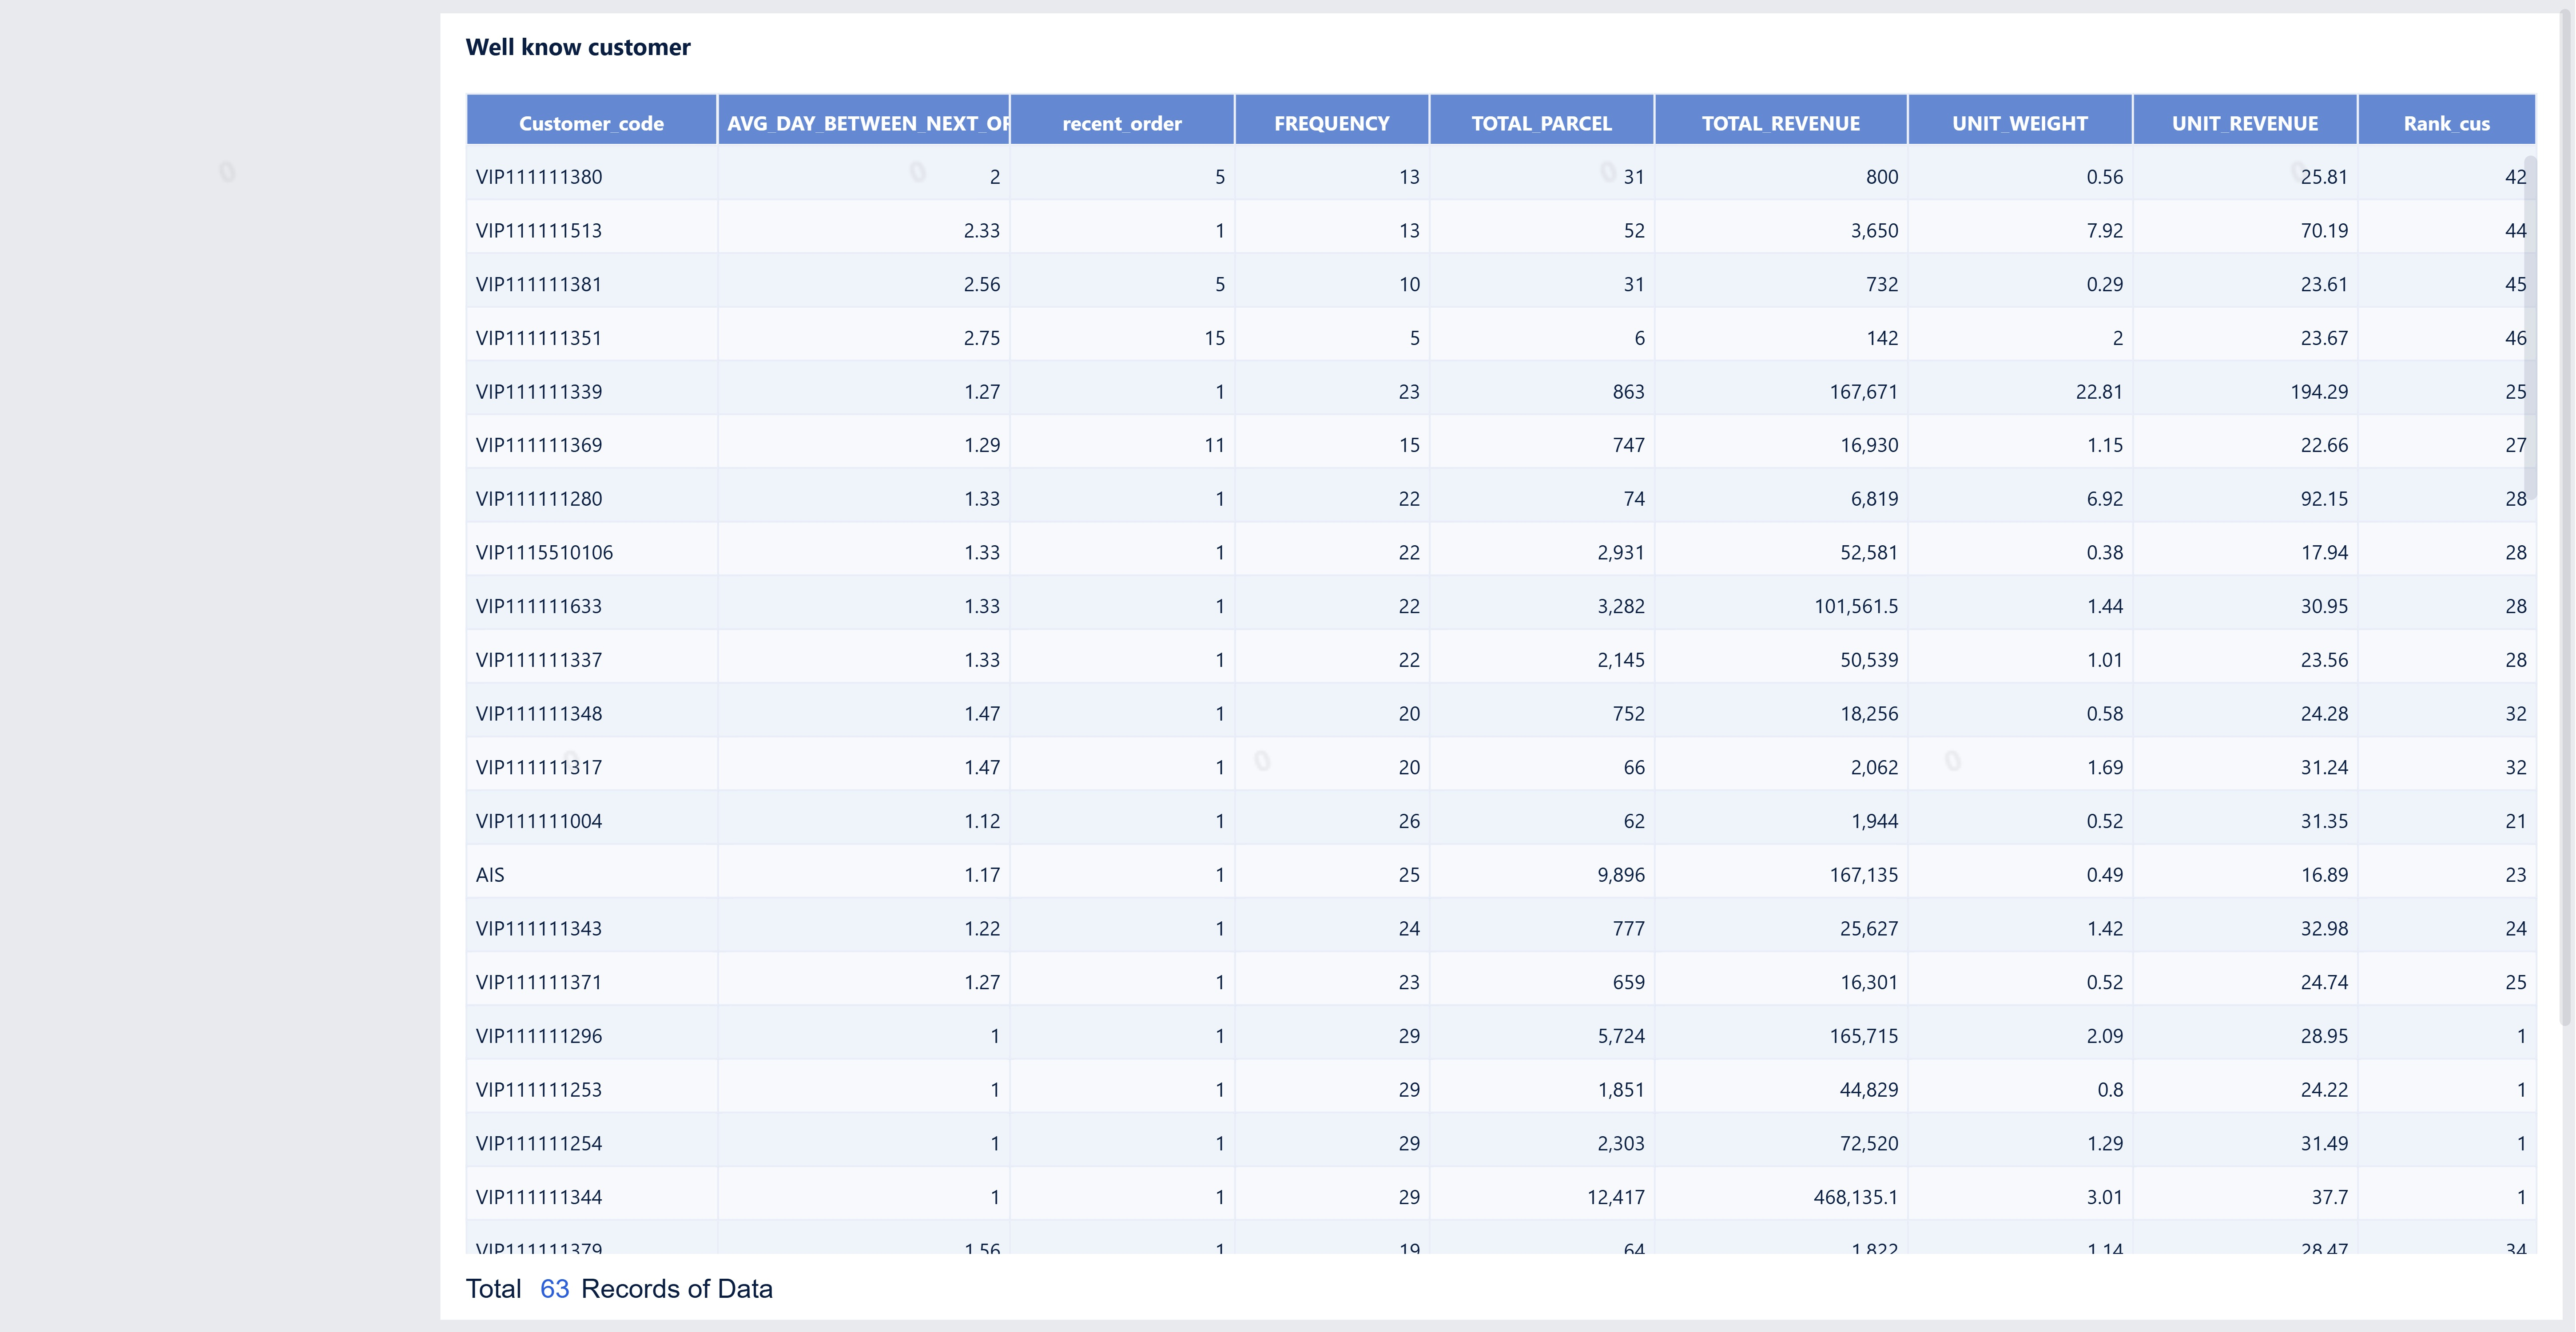 Well know customer
Customer_code AVG_DAY_BETWEEN_NEXT_OF recent_order FREQUENCY TOTAL_PARCEL TOTAL_REVENUE UNIT_WEIGHT UNIT_REVENUE Rank_cus
VIP111111380 2 5 13 31 800 0.56 25.81 42
VIP111111513 2.33 1 13 52 3,650 7.92 70.19 44
VIP111111381 2.56 5 10 31 732 0.29 23.61 45
VIP111111351 2.75 15 5 6 142 2 23.67 46
VIP111111339 1.27 1 23 863 167,671 22.81 194.29 25
VIP111111369 1.29 11 15 747 16,930 1.15 22.66 27
VIP111111280 1.33 1 22 74 6,819 6.92 92.15 28
VIP1115510106 1.33 1 22 2,931 52,581 0.38 17.94 28
VIP111111633 1.33 1 22 3,282 101,561.5 1.44 30.95 28
VIP111111337 1.33 1 22 2,145 50,539 1.01 23.56 28
VIP111111348 1.47 1 20 752 18,256 0.58 24.28 32
VIP111111317 1.47 1 20 66 2,062 1.69 31.24 32
VIP111111004 1.12 1 26 62 1,944 0.52 31.35 21
AIS 1.17 1 25 9,896 167,135 0.49 16.89 23
VIP111111343 1.22 1 24 777 25,627 1.42 32.98 24
VIP111111371 1.27 1 23 659 16,301 0.52 24.74 25
VIP111111296 1 1 29 5,724 165,715 2.09 28.95 1
VIP111111253 1 1 29 1,851 44,829 0.8 24.22 1
VIP111111254 1 1 29 2,303 72,520 1.29 31.49 1
VIP111111344 1 1 29 12,417 468,135.1 3.01 37.7 1
VIP111111379 1.56 1 19 64 1,822 1.14 28.47 34
Total 63 Records of Data